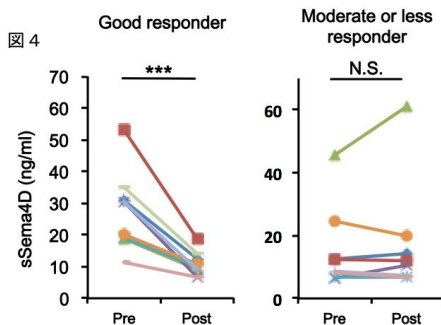 図 4
Good responder
Moderate or less
responder
***
N.S.
sSema4D (ng/ml)
70
60
50
40
30
20
10
0
60
40
20
0
Pre
Post
Pre
Post